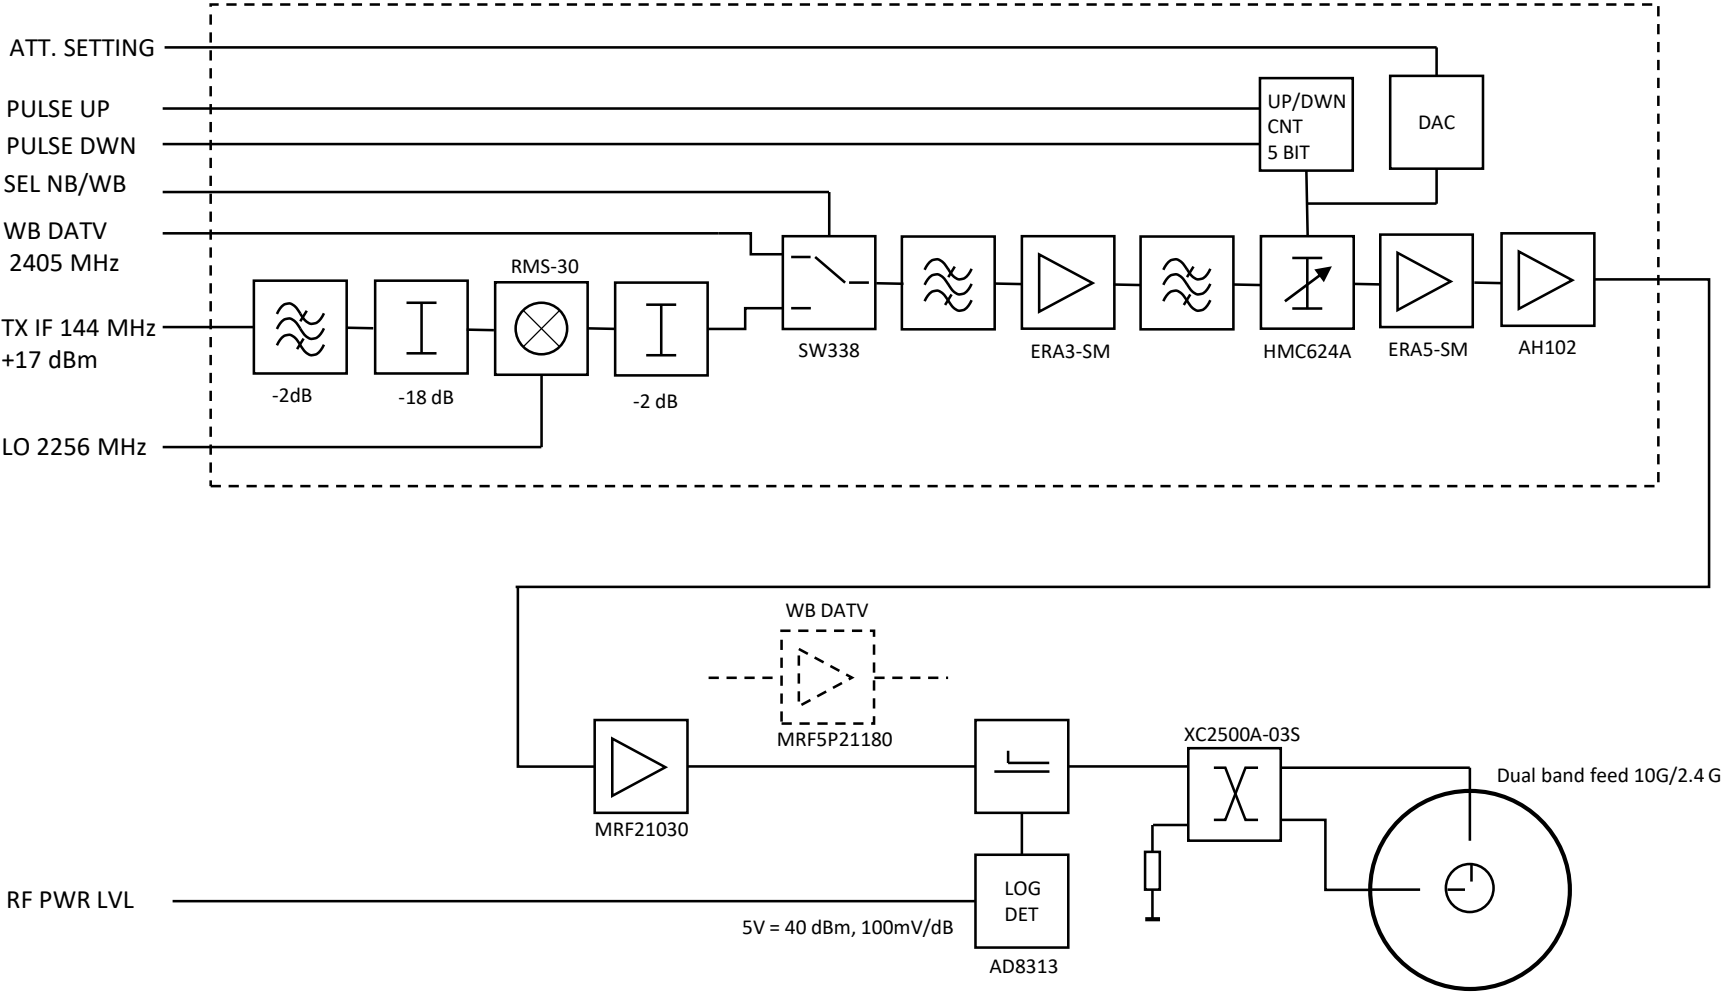 ATT. SETTING
PULSE UP
PULSE DWN
SEL NB/WB
WB DATV
2405 MHz
TX IF 144 MHz
+17 dBm
LO 2256 MHz
UP/DWN
CNT
5 BIT
DAC
RMS-30
-2dB
-18 dB
-2 dB
SW338
ERA3-SM
HMC624A
ERA5-SM
AH102
WB DATV
MRF5P21180
MRF21030
XC2500A-03S
Dual band feed 10G/2.4 G
RF PWR LVL
LOG
DET
5V = 40 dBm, 100mV/dB
AD8313